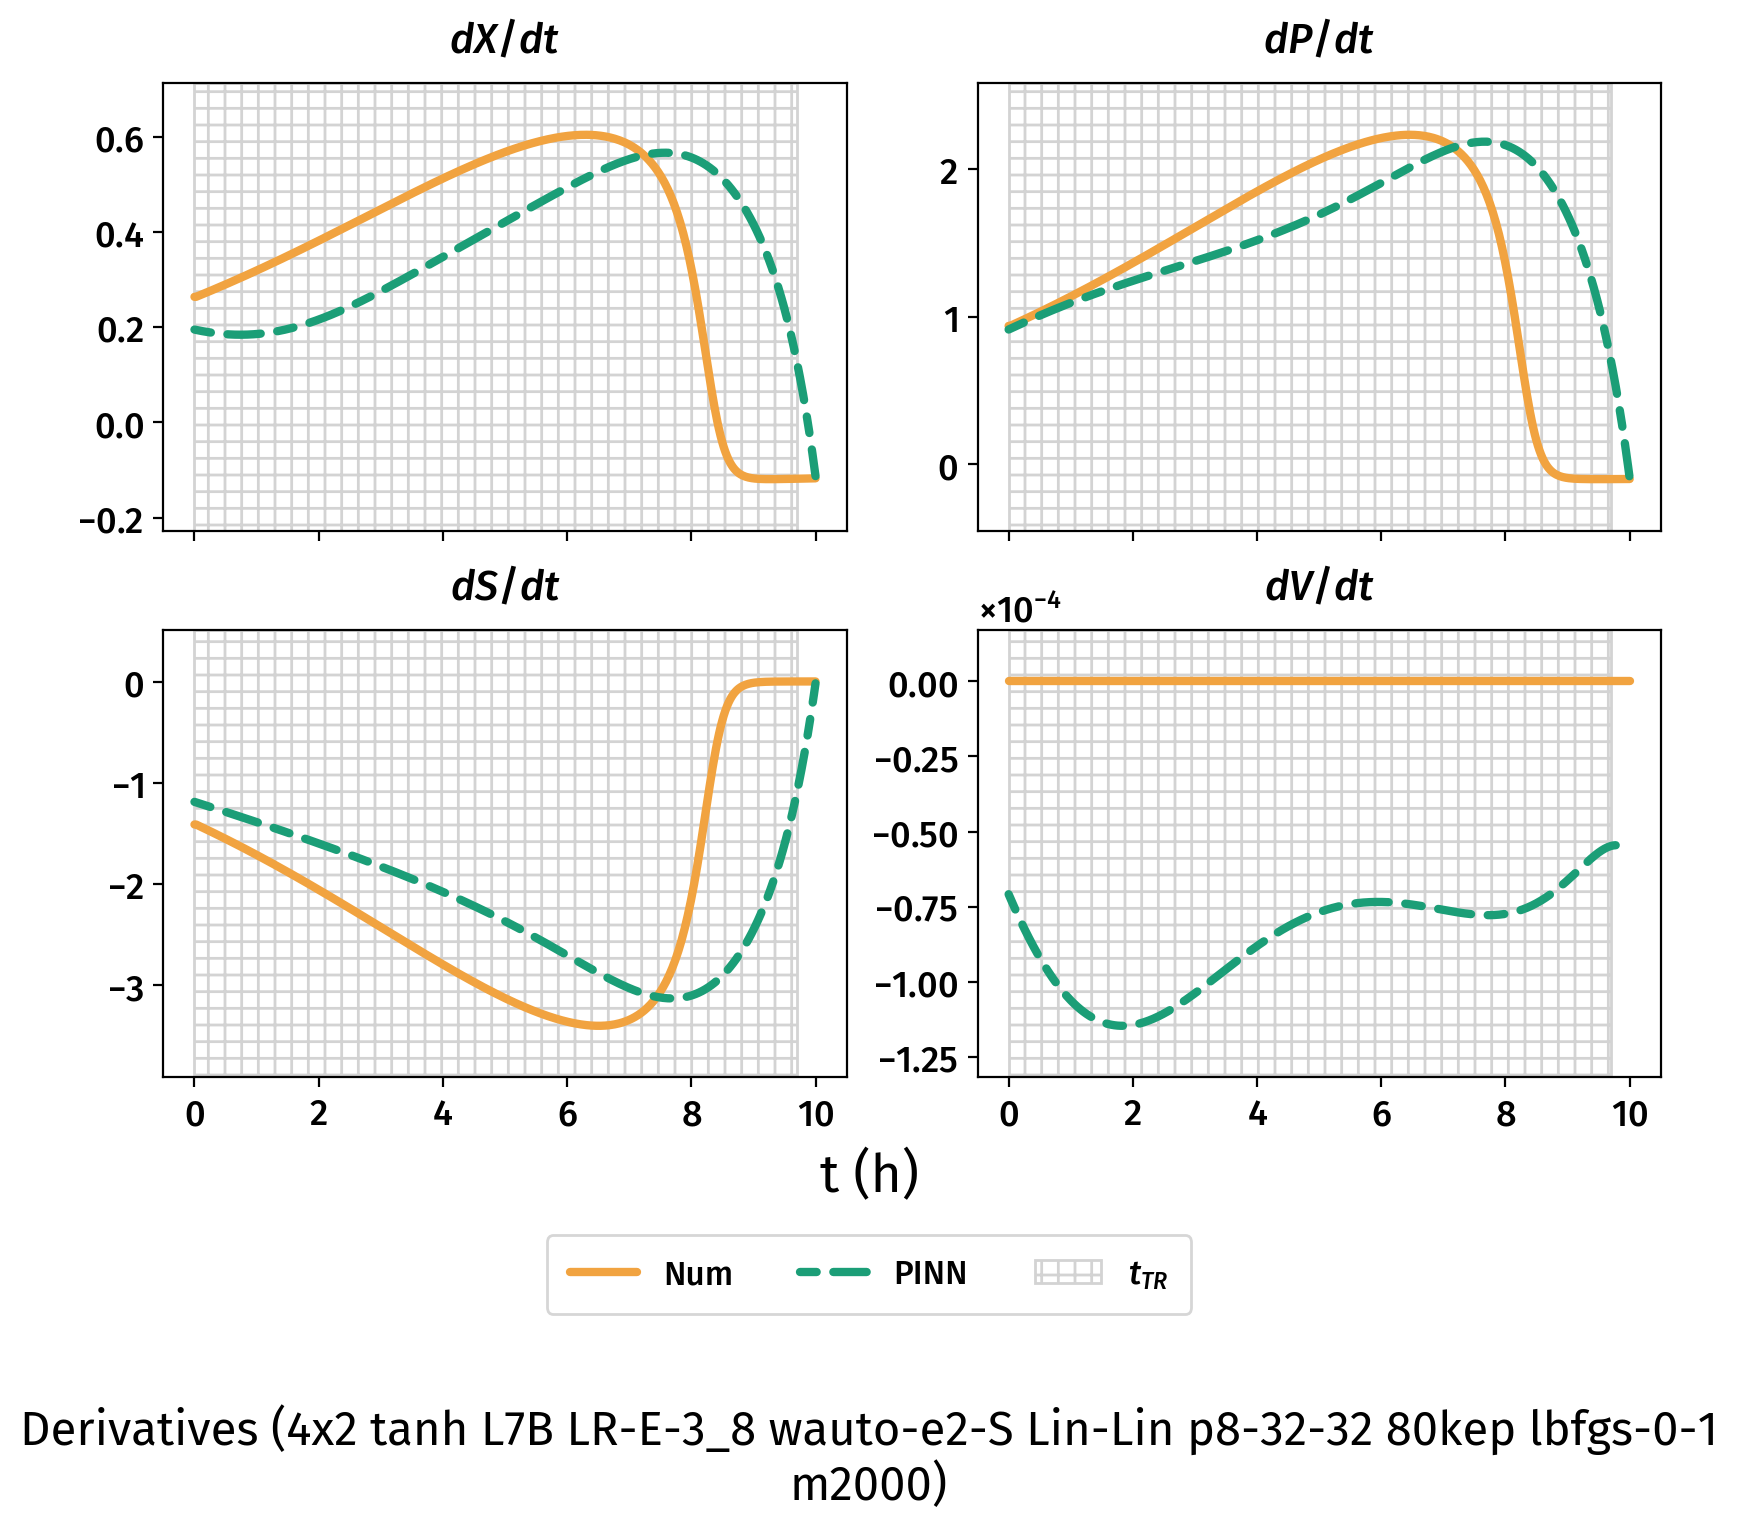 dX/dt
dP/dt
0.6
0.4
0.2
0.0
−0.2
2
1
0
dS/dt
dV/dt
×10⁻⁴
0
−1
−2
−3
0.00
−0.25
−0.50
−0.75
−1.00
−1.25
0 2 4 6 8 10
0 2 4 6 8 10
t (h)
Num PINN t_TR
Derivatives (4x2 tanh L7B LR-E-3_8 wauto-e2-S Lin-Lin p8-32-32 80kep lbfgs-0-1
m2000)